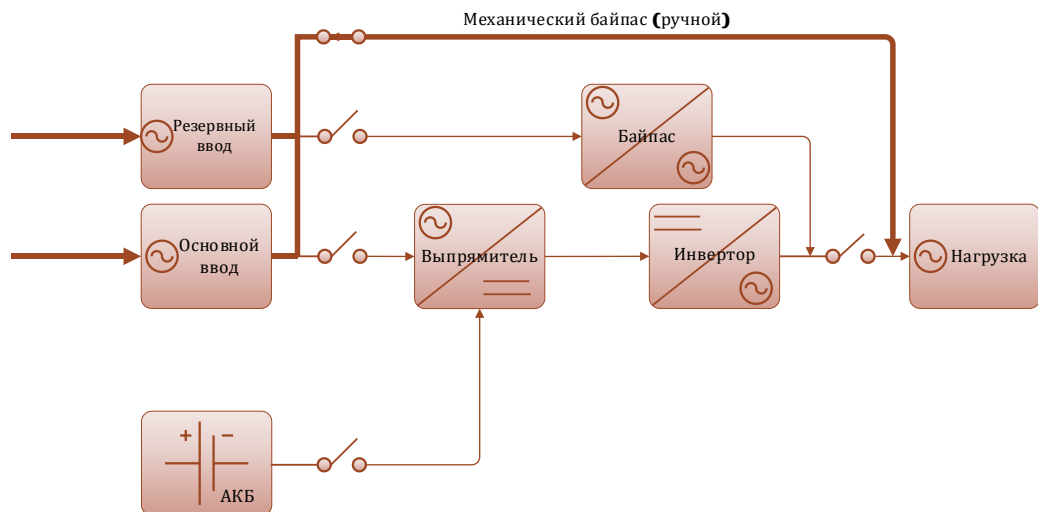 Механический байпас (ручной)
Резервный
ввод
Байпас
Основной
ввод
Выпрямитель
Инвертор
Нагрузка
+ −
АКБ